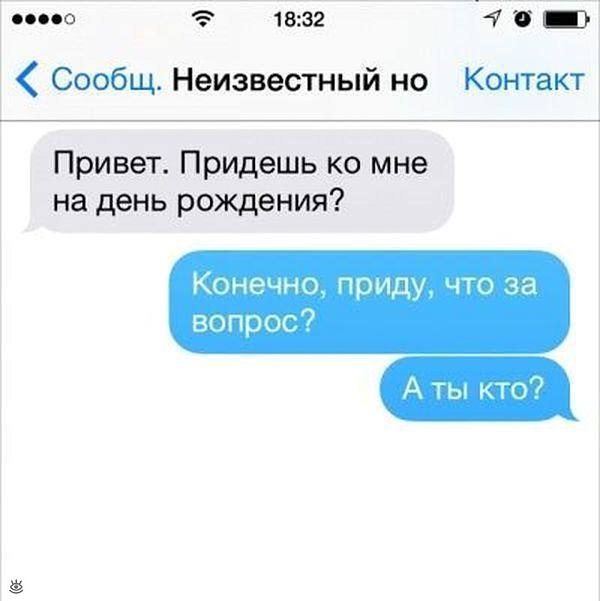 18:32
Сообщ. Неизвестный но Контакт
Привет. Придешь ко мне
на день рождения?
Конечно, приду, что за
вопрос?
А ты кто?